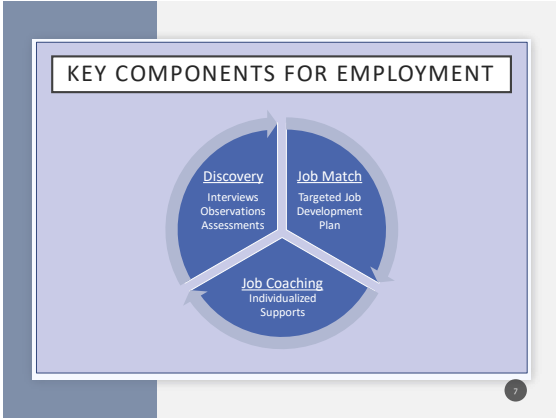 KEY COMPONENTS FOR EMPLOYMENT
Discovery
Interviews
Observations
Assessments
Job Match
Targeted Job
Development
Plan
Job Coaching
Individualized
Supports
7